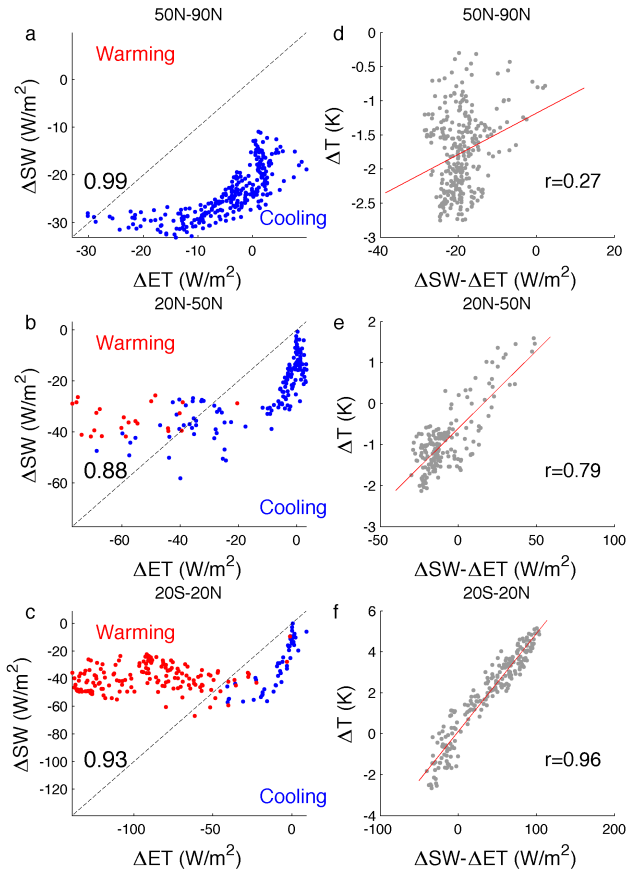 50N-90N
a
Warming
0.99
Cooling
0
-10
-20
-30
ΔSW (W/m²)
-30
-20
-10
0
ΔET (W/m²)
50N-90N
d
r=0.27
0
-0.5
-1
-1.5
-2
-2.5
-3
ΔT (K)
-40
-20
0
20
ΔSW-ΔET (W/m²)
20N-50N
b
Warming
0.88
Cooling
0
-20
-40
-60
ΔSW (W/m²)
-60
-40
-20
0
ΔET (W/m²)
20N-50N
e
r=0.79
2
1
0
-1
-2
-3
ΔT (K)
-50
0
50
100
ΔSW-ΔET (W/m²)
20S-20N
c
Warming
0.93
Cooling
0
-20
-40
-60
-80
-100
-120
ΔSW (W/m²)
-100
-50
0
ΔET (W/m²)
20S-20N
f
r=0.96
6
4
2
0
-2
-4
ΔT (K)
-100
0
100
200
ΔSW-ΔET (W/m²)